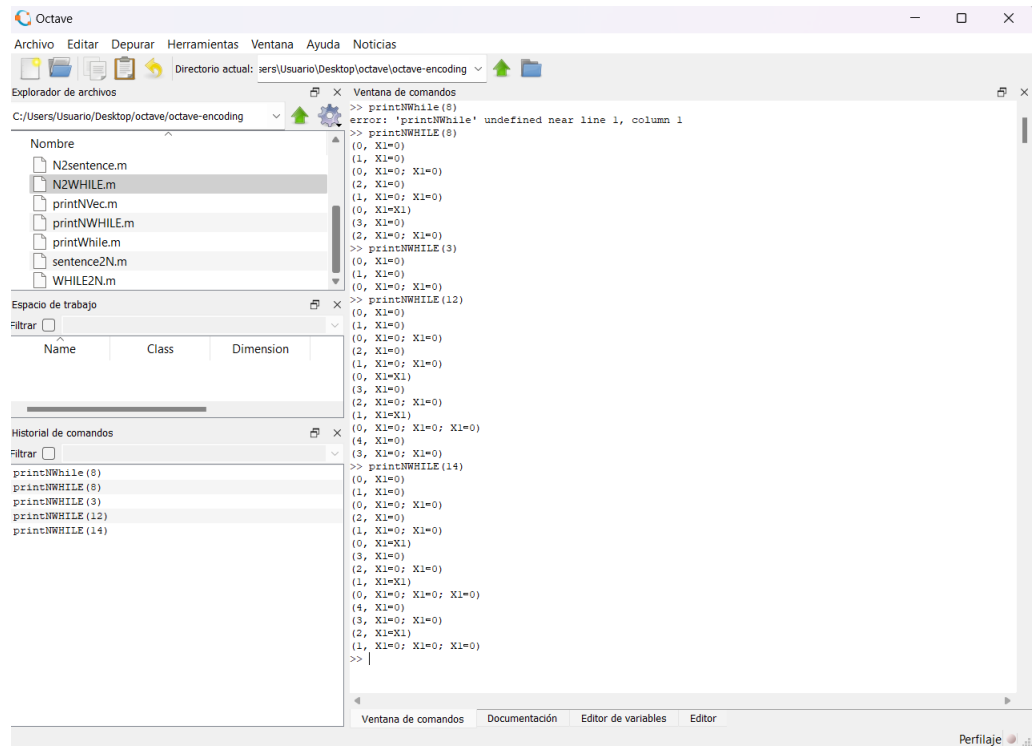 Octave
Archivo Editar Depurar Herramientas Ventana Ayuda Noticias
Directorio actual: sers\Usuario\Desktop\octave\octave-encoding
Explorador de archivos
C:/Users/Usuario/Desktop/octave/octave-encoding
Nombre
N2sentence.m
N2WHILE.m
printNVec.m
printNWHILE.m
printWhile.m
sentence2N.m
WHILE2N.m
Espacio de trabajo
Filtrar
Name Class Dimension
Historial de comandos
Filtrar
printNWhile(8)
printNWHILE(8)
printNWHILE(3)
printNWHILE(12)
printNWHILE(14)
Ventana de comandos
>> printNWhile(8)
error: 'printNWhile' undefined near line 1, column 1
>> printNWHILE(8)
(0, X1=0)
(1, X1=0)
(0, X1=0; X1=0)
(2, X1=0)
(1, X1=0; X1=0)
(0, X1=X1)
(3, X1=0)
(2, X1=0; X1=0)
>> printNWHILE(3)
(0, X1=0)
(1, X1=0)
(0, X1=0; X1=0)
>> printNWHILE(12)
(0, X1=0)
(1, X1=0)
(0, X1=0; X1=0)
(2, X1=0)
(1, X1=0; X1=0)
(0, X1=X1)
(3, X1=0)
(2, X1=0; X1=0)
(1, X1=X1)
(0, X1=0; X1=0; X1=0)
(4, X1=0)
(3, X1=0; X1=0)
>> printNWHILE(14)
(0, X1=0)
(1, X1=0)
(0, X1=0; X1=0)
(2, X1=0)
(1, X1=0; X1=0)
(0, X1=X1)
(3, X1=0)
(2, X1=0; X1=0)
(1, X1=X1)
(0, X1=0; X1=0; X1=0)
(4, X1=0)
(3, X1=0; X1=0)
(2, X1=X1)
(1, X1=0; X1=0; X1=0)
>>
Ventana de comandos Documentación Editor de variables Editor
Perfilaje